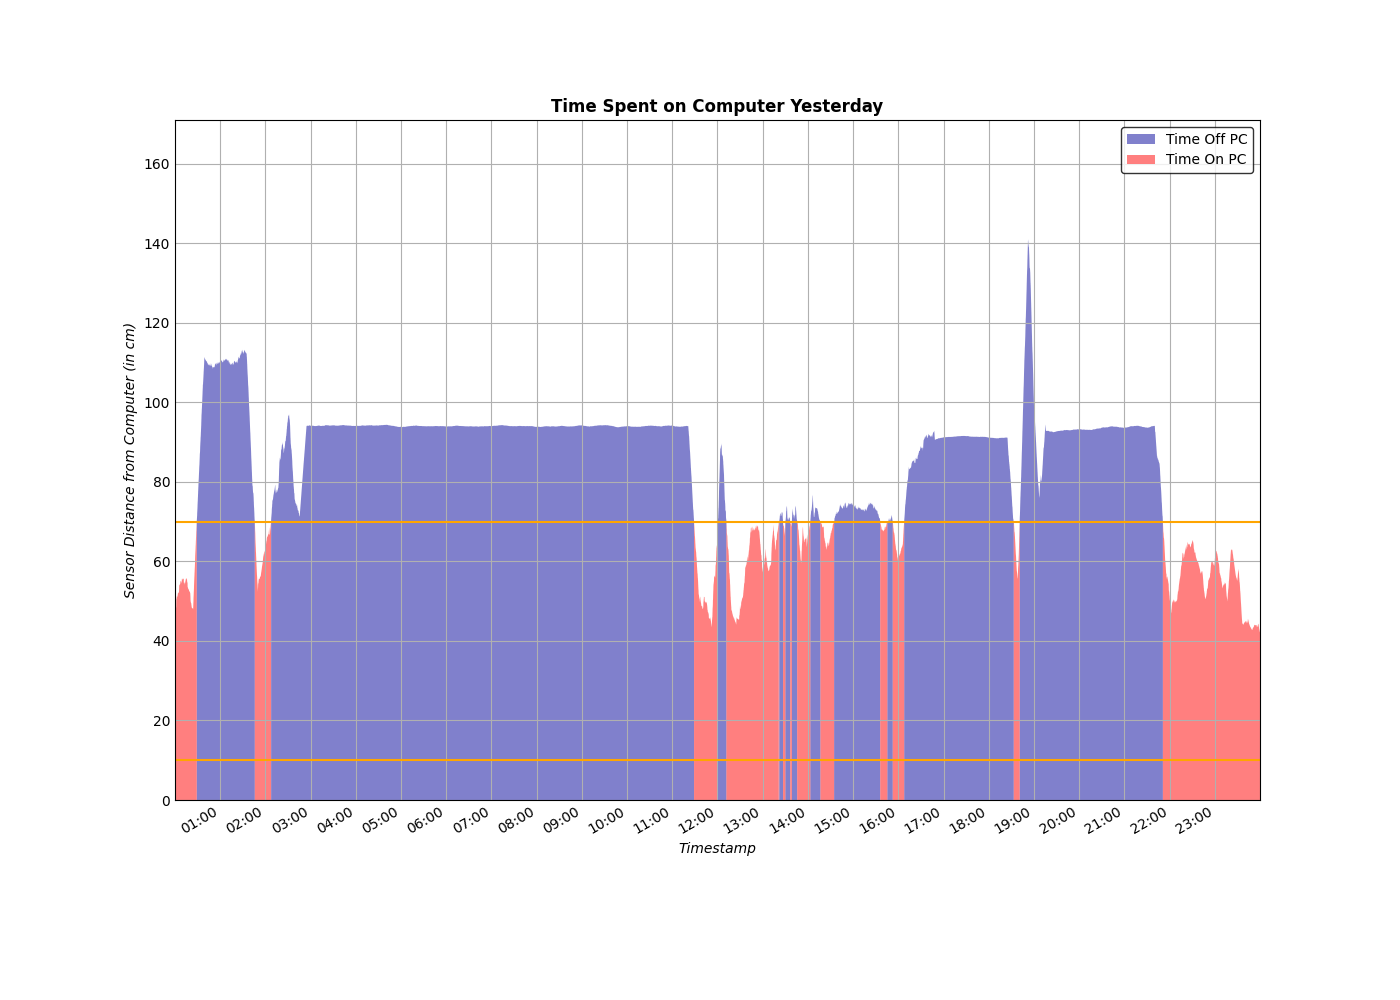 Time Spent on Computer Yesterday
Time Off PC
Time On PC
Sensor Distance from Computer (in cm)
160
140
120
100
80
60
40
20
0
01:00 02:00 03:00 04:00 05:00 06:00 07:00 08:00 09:00 10:00 11:00 12:00 13:00 14:00 15:00 16:00 17:00 18:00 19:00 20:00 21:00 22:00 23:00
Timestamp